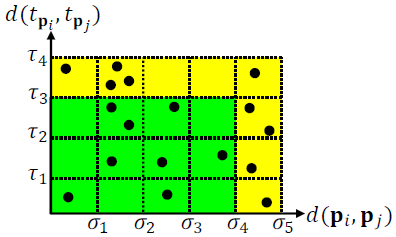 d(t_{𝐩_i}, t_{𝐩_j})
τ₄
τ₃
τ₂
τ₁
σ₁ σ₂ σ₃ σ₄ σ₅
d(𝐩_i, 𝐩_j)